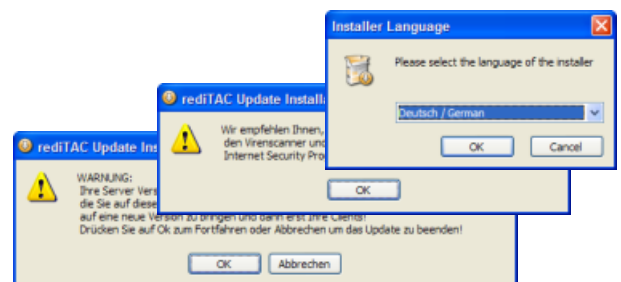 Installer Language
Please select the language of the installer
Deutsch / German
OK
Cancel
rediTAC Update Install
Wir empfehlen Ihnen,
den Virenscanner und
Internet Security Pro
OK
rediTAC Update Ins
WARNUNG:
Ihre Server Vers
die Sie auf diese
auf eine neue Version zu bringen und dann erst Ihre Clients!
Drücken Sie auf Ok zum Fortfahren oder Abbrechen um das Update zu beenden!
OK
Abbrechen